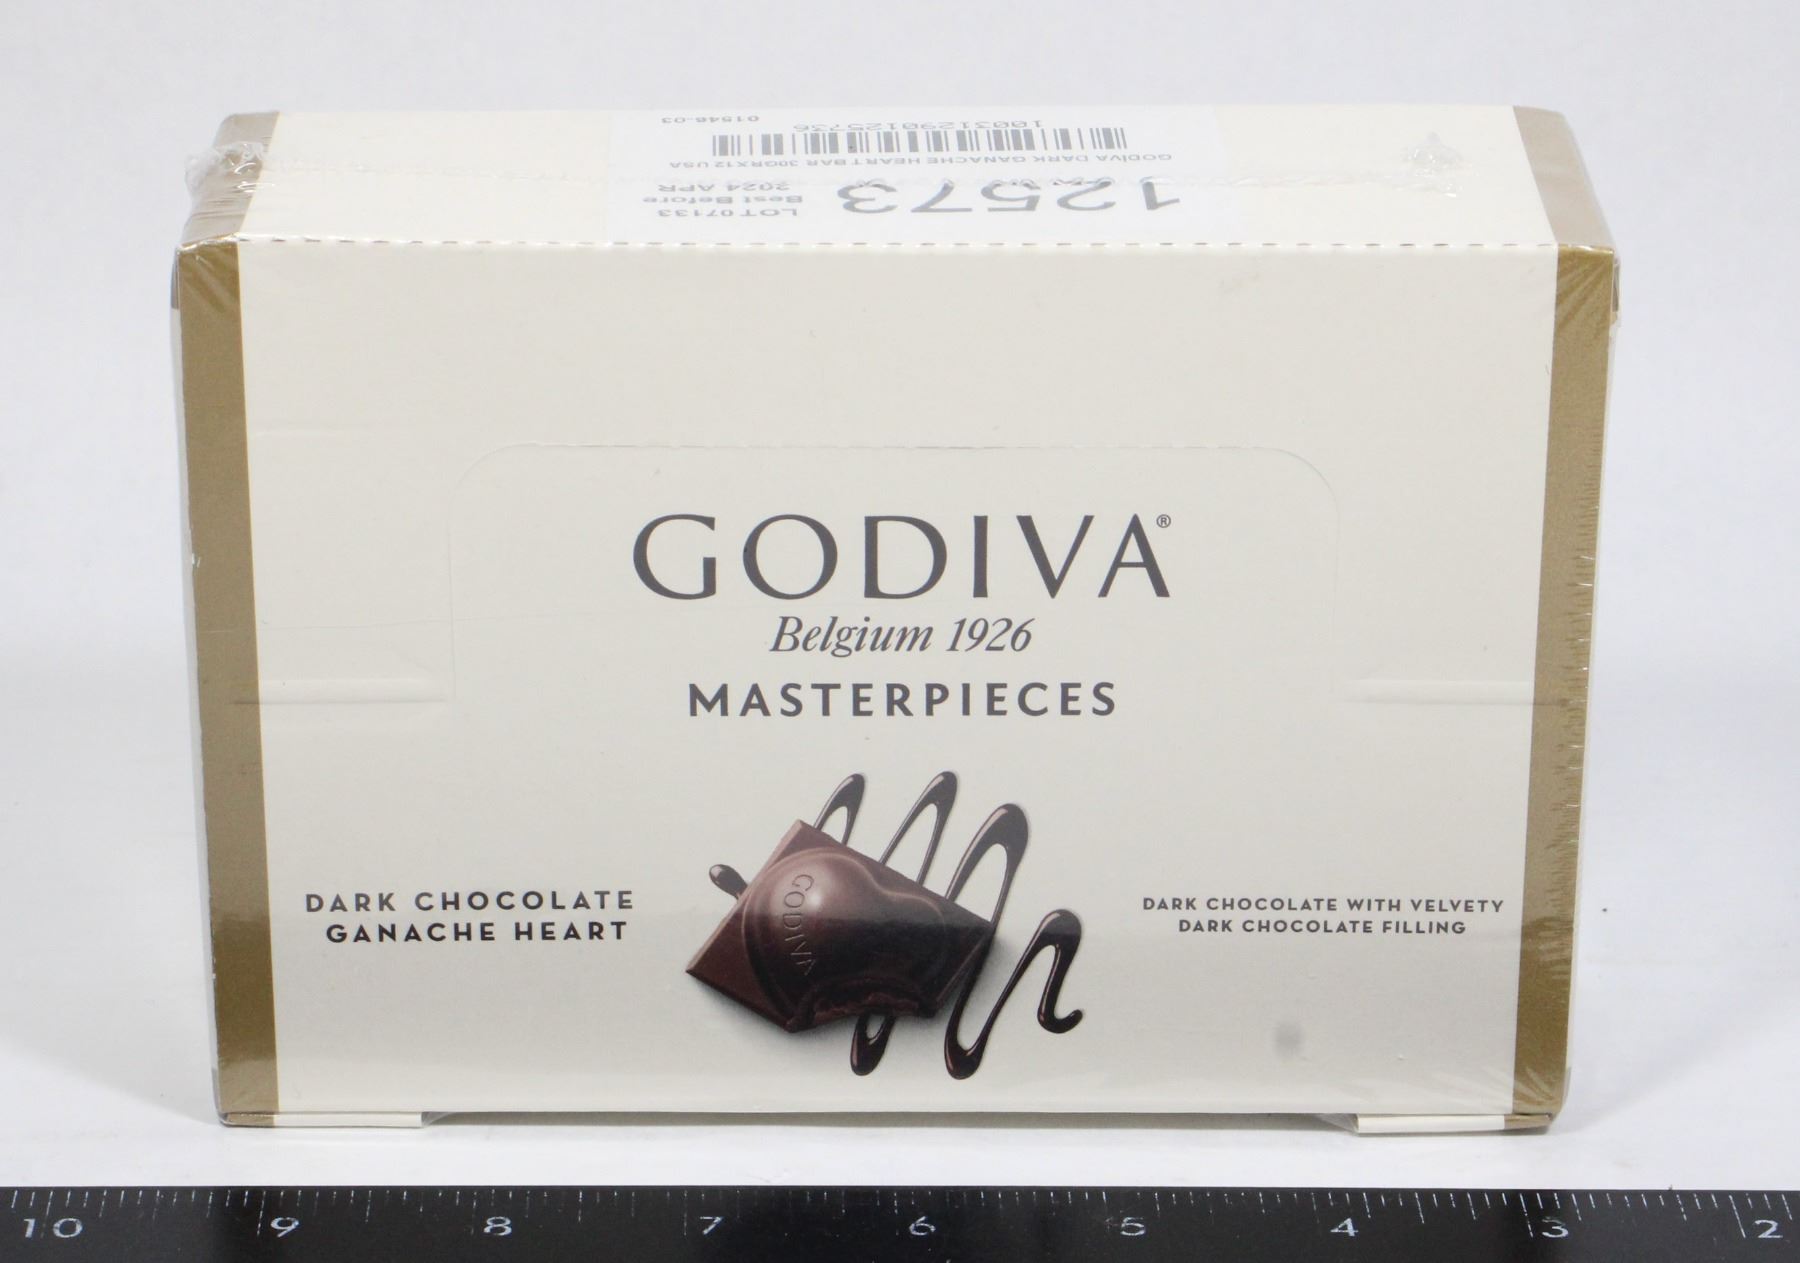 12573
LOT 07133
Best Before
2024 APR
GODIVA DARK GANACHE HEART BAR 30GRX12 USA
10031290125736
01546-03
GODIVA®
Belgium 1926
MASTERPIECES
GODIVA
DARK CHOCOLATE
GANACHE HEART
DARK CHOCOLATE WITH VELVETY
DARK CHOCOLATE FILLING
10 9 8 7 6 5 4 3 2